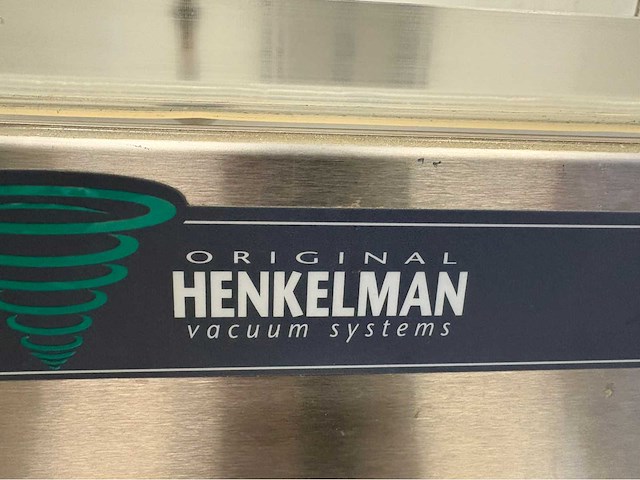 ORIGINAL
HENKELMAN
vacuum systems